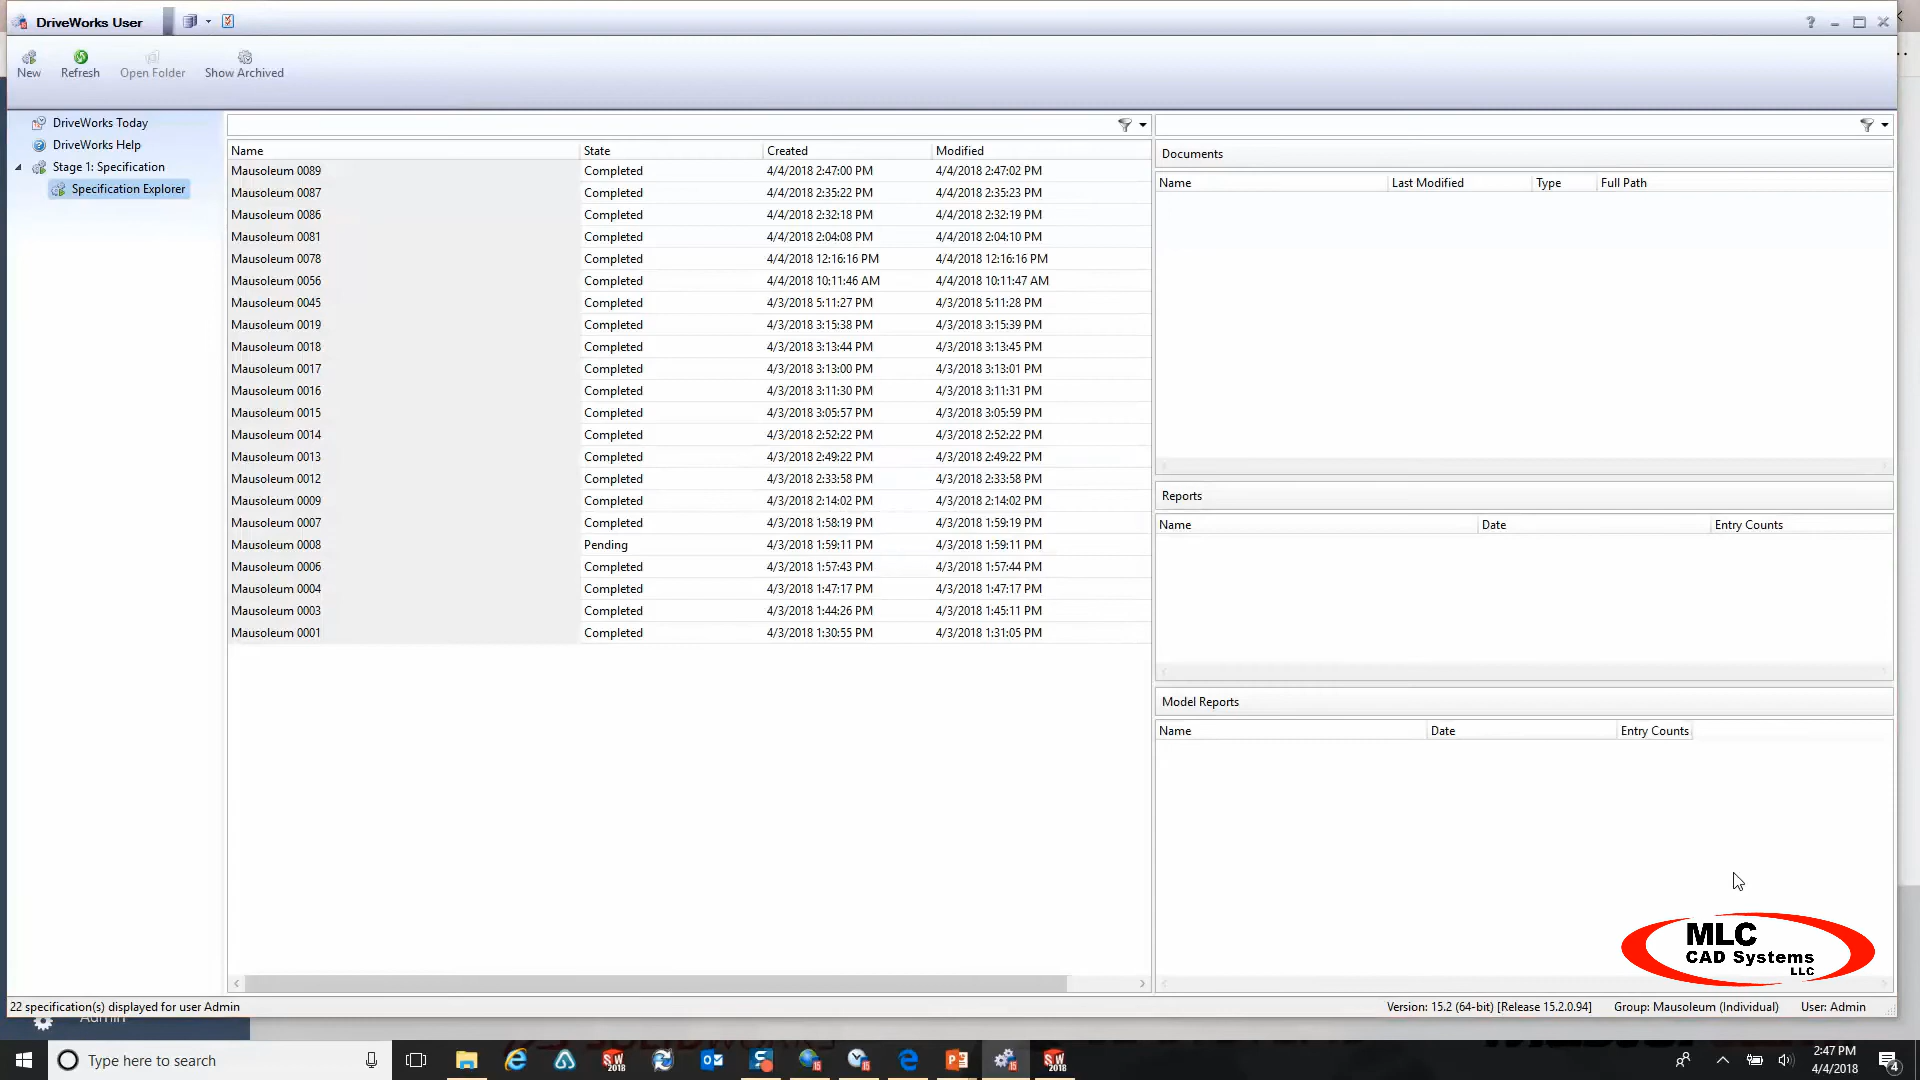 DriveWorks User
New Refresh Open Folder Show Archived
DriveWorks Today
DriveWorks Help
Stage 1: Specification
Specification Explorer
Name State Created Modified
Mausoleum 0089 Completed 4/4/2018 2:47:00 PM 4/4/2018 2:47:02 PM
Mausoleum 0087 Completed 4/4/2018 2:35:22 PM 4/4/2018 2:35:23 PM
Mausoleum 0086 Completed 4/4/2018 2:32:18 PM 4/4/2018 2:32:19 PM
Mausoleum 0081 Completed 4/4/2018 2:04:08 PM 4/4/2018 2:04:10 PM
Mausoleum 0078 Completed 4/4/2018 12:16:16 PM 4/4/2018 12:16:16 PM
Mausoleum 0056 Completed 4/4/2018 10:11:46 AM 4/4/2018 10:11:47 AM
Mausoleum 0045 Completed 4/3/2018 5:11:27 PM 4/3/2018 5:11:28 PM
Mausoleum 0019 Completed 4/3/2018 3:15:38 PM 4/3/2018 3:15:39 PM
Mausoleum 0018 Completed 4/3/2018 3:13:44 PM 4/3/2018 3:13:45 PM
Mausoleum 0017 Completed 4/3/2018 3:13:00 PM 4/3/2018 3:13:01 PM
Mausoleum 0016 Completed 4/3/2018 3:11:30 PM 4/3/2018 3:11:31 PM
Mausoleum 0015 Completed 4/3/2018 3:05:57 PM 4/3/2018 3:05:59 PM
Mausoleum 0014 Completed 4/3/2018 2:52:22 PM 4/3/2018 2:52:22 PM
Mausoleum 0013 Completed 4/3/2018 2:49:22 PM 4/3/2018 2:49:22 PM
Mausoleum 0012 Completed 4/3/2018 2:33:58 PM 4/3/2018 2:33:58 PM
Mausoleum 0009 Completed 4/3/2018 2:14:02 PM 4/3/2018 2:14:02 PM
Mausoleum 0007 Completed 4/3/2018 1:58:19 PM 4/3/2018 1:59:19 PM
Mausoleum 0008 Pending 4/3/2018 1:59:11 PM 4/3/2018 1:59:11 PM
Mausoleum 0006 Completed 4/3/2018 1:57:43 PM 4/3/2018 1:57:44 PM
Mausoleum 0004 Completed 4/3/2018 1:47:17 PM 4/3/2018 1:47:17 PM
Mausoleum 0003 Completed 4/3/2018 1:44:26 PM 4/3/2018 1:45:11 PM
Mausoleum 0001 Completed 4/3/2018 1:30:55 PM 4/3/2018 1:31:05 PM
Documents
Name Last Modified Type Full Path
Reports
Name Date Entry Counts
Model Reports
Name Date Entry Counts
MLC
CAD Systems
LLC
22 specification(s) displayed for user Admin Version: 15.2 (64-bit) [Release 15.2.0.94] Group: Mausoleum (Individual) User: Admin
Admin
Type here to search
2:47 PM
4/4/2018